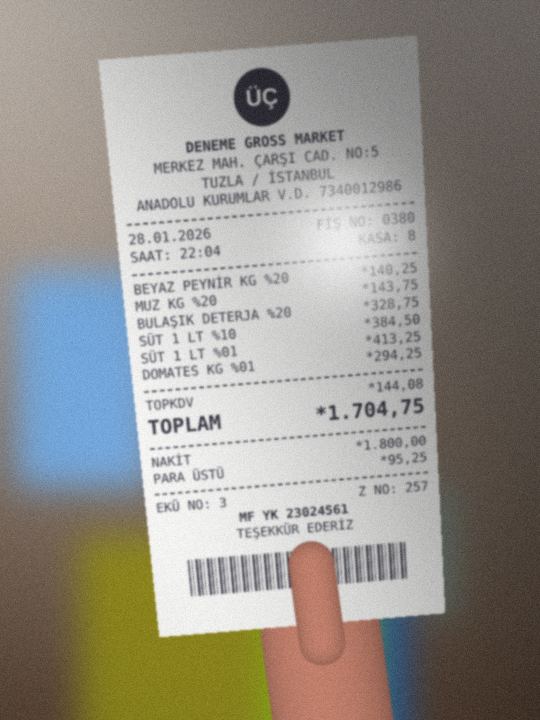 ÜÇ
DENEME GROSS MARKET
MERKEZ MAH. ÇARŞI CAD. NO:5
TUZLA / İSTANBUL
ANADOLU KURUMLAR V.D. 7340012986
28.01.2026 FİŞ NO: 0380
SAAT: 22:04 KASA: 8
BEYAZ PEYNİR KG %20 *140,25
MUZ KG %20 *143,75
BULAŞIK DETERJA %20 *328,75
SÜT 1 LT %10 *384,50
SÜT 1 LT %01 *413,25
DOMATES KG %01 *294,25
TOPKDV *144,08
TOPLAM *1.704,75
NAKİT *1.800,00
PARA ÜSTÜ *95,25
EKÜ NO: 3 Z NO: 257
MF YK 23024561
TEŞEKKÜR EDERİZ